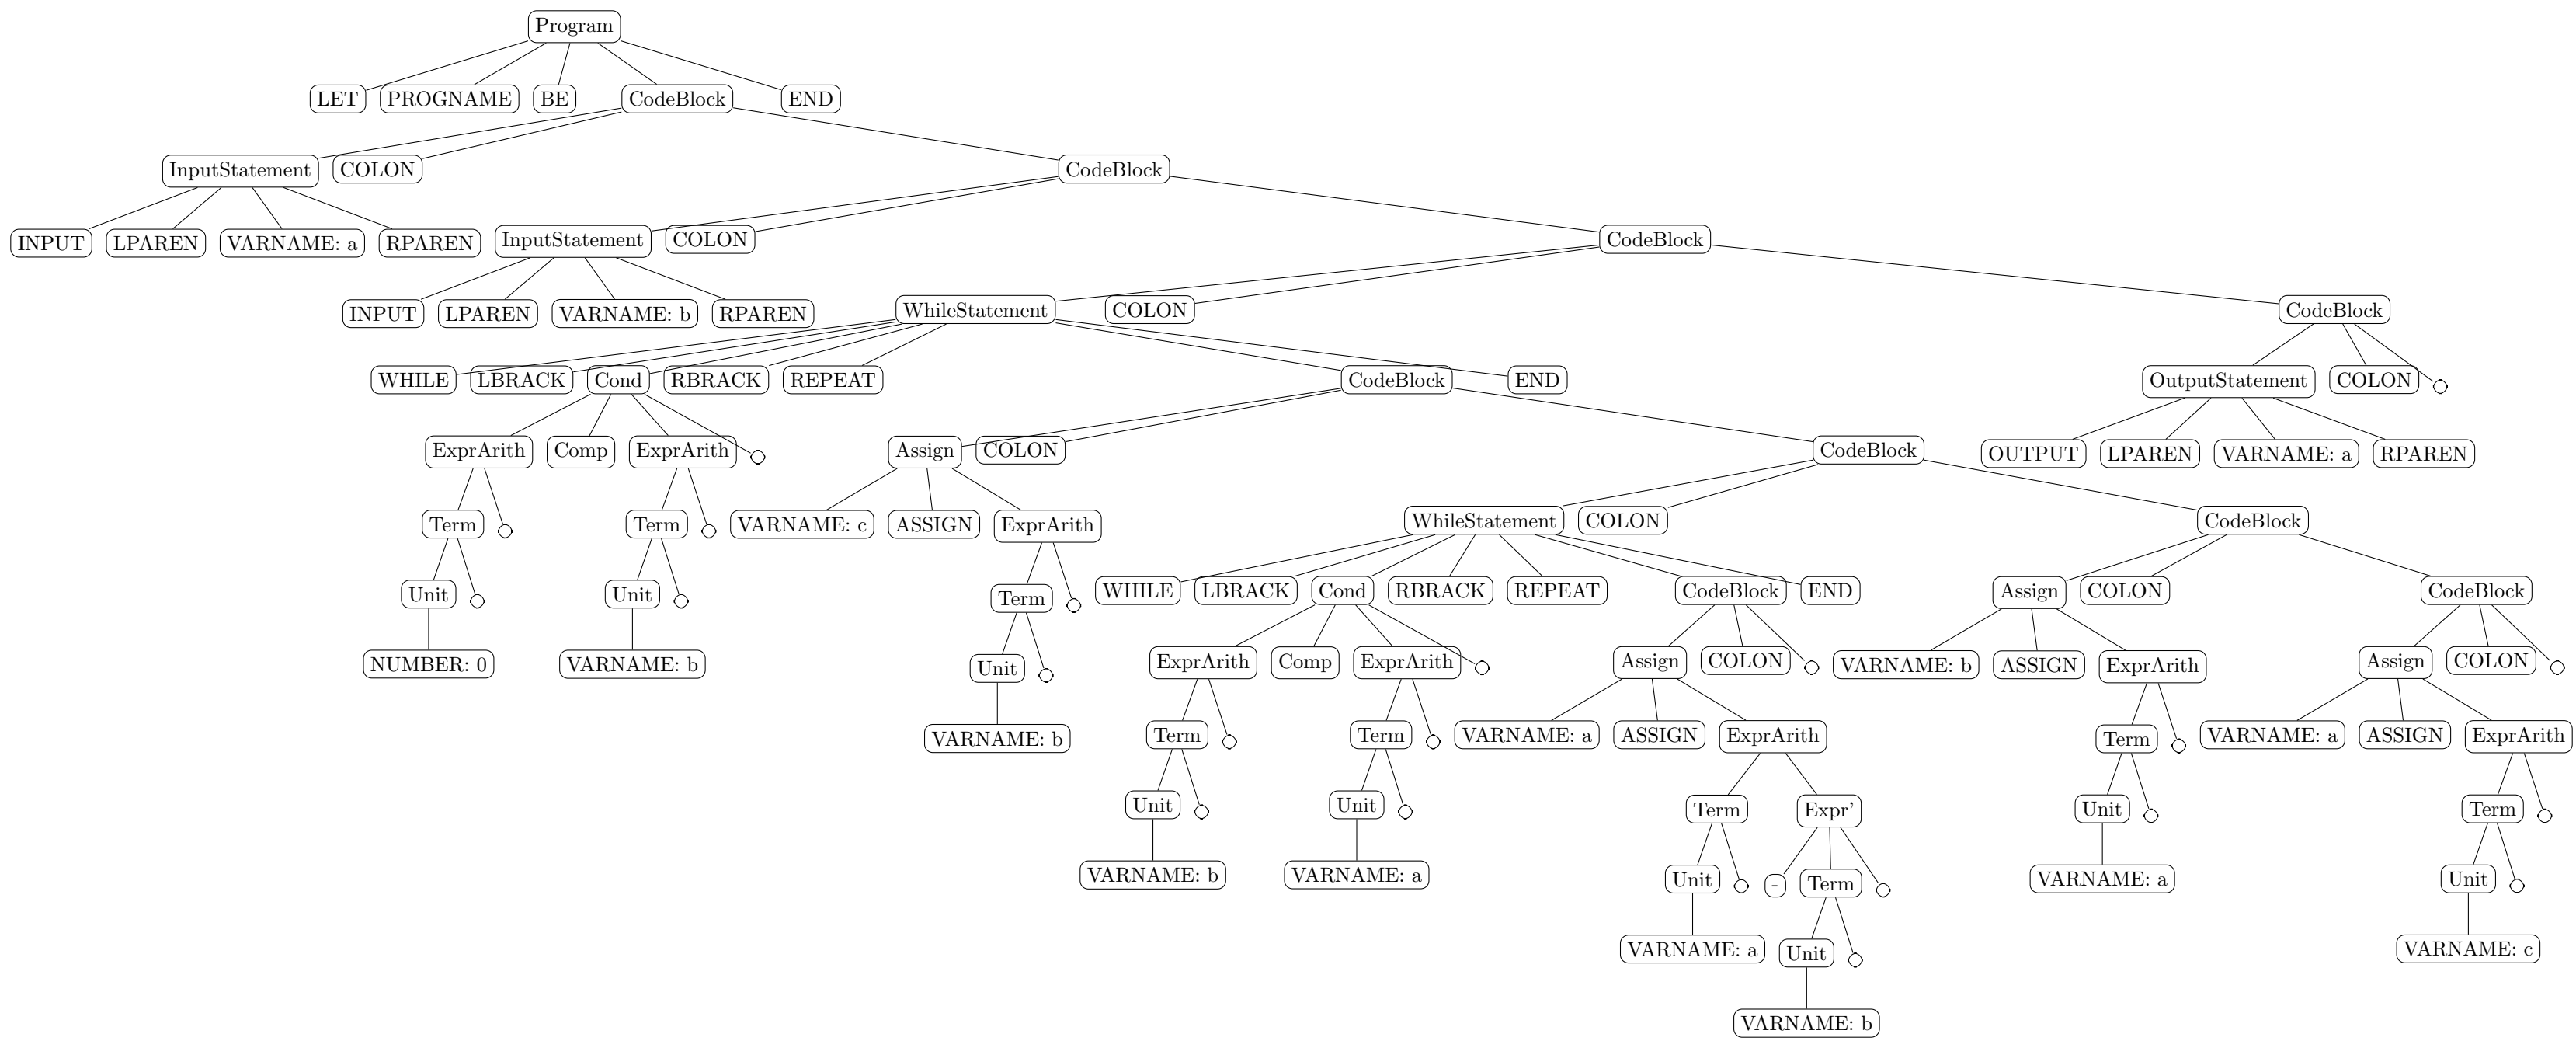 Program
LET PROGNAME BE CodeBlock END
InputStatement COLON CodeBlock
INPUT LPAREN VARNAME: a RPAREN InputStatement COLON CodeBlock
INPUT LPAREN VARNAME: b RPAREN WhileStatement COLON CodeBlock
WHILE LBRACK Cond RBRACK REPEAT CodeBlock END OutputStatement COLON
ExprArith Comp ExprArith Assign COLON CodeBlock OUTPUT LPAREN VARNAME: a RPAREN
Term Term VARNAME: c ASSIGN ExprArith WhileStatement COLON CodeBlock
Unit Unit Term WHILE LBRACK Cond RBRACK REPEAT CodeBlock END Assign COLON CodeBlock
NUMBER: 0 VARNAME: b Unit ExprArith Comp ExprArith Assign COLON VARNAME: b ASSIGN ExprArith Assign COLON
VARNAME: b Term Term VARNAME: a ASSIGN ExprArith Term VARNAME: a ASSIGN ExprArith
Unit Unit Term Expr' Unit Term
VARNAME: b VARNAME: a Unit - Term VARNAME: a Unit
VARNAME: a Unit VARNAME: c
VARNAME: b